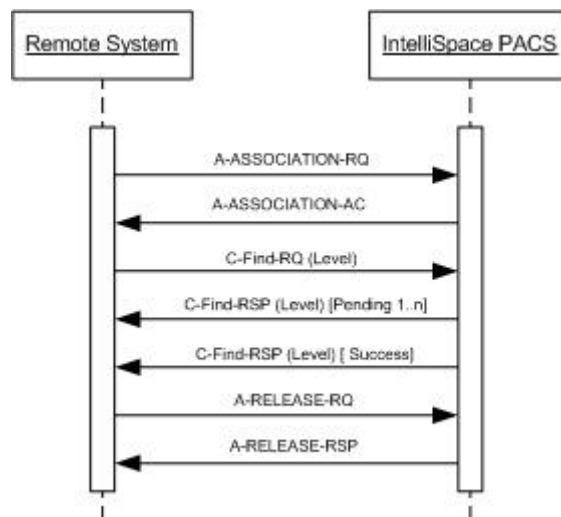 Remote System
IntelliSpace PACS
A-ASSOCIATION-RQ
A-ASSOCIATION-AC
C-Find-RQ (Level)
C-Find-RSP (Level) [Pending 1..n]
C-Find-RSP (Level) [ Success]
A-RELEASE-RQ
A-RELEASE-RSP